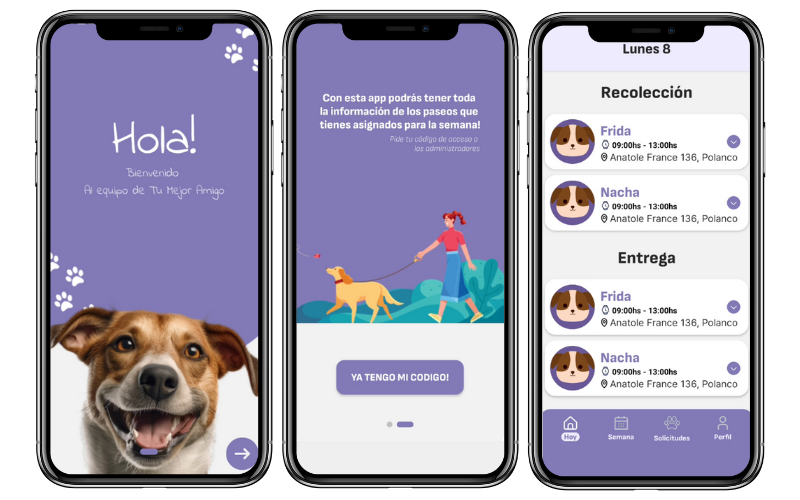 Hola!
Bienvenido
Al equipo de Tu Mejor Amigo
Con esta app podrás tener toda
la información de los paseos que
tienes asignados para la semana!
Pide tu código de acceso a
los administradores
YA TENGO MI CODIGO!
Lunes 8
Recolección
Frida
09:00hs - 13:00hs
Anatole France 136, Polanco
Nacha
09:00hs - 13:00hs
Anatole France 136, Polanco
Entrega
Frida
09:00hs - 13:00hs
Anatole France 136, Polanco
Nacha
09:00hs - 13:00hs
Anatole France 136, Polanco
Hoy
Semana
Solicitudes
Perfil